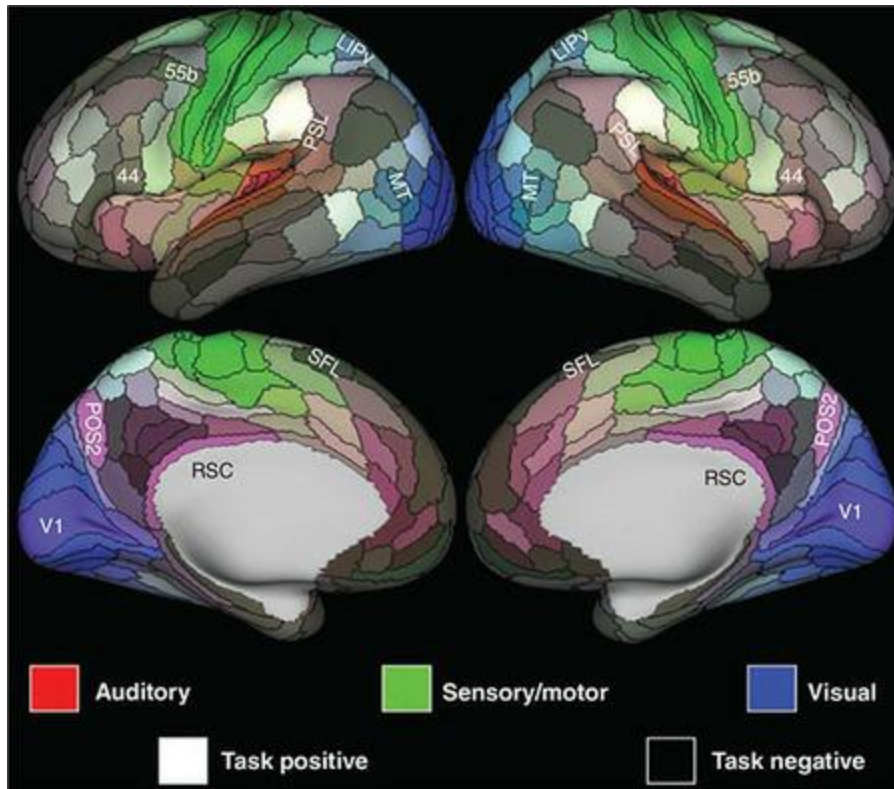 LIPv LIPv
55b 55b
PSL PSL
44 MT MT 44
SFL SFL
POS2 POS2
RSC RSC
V1 V1
Auditory Sensory/motor Visual
Task positive Task negative